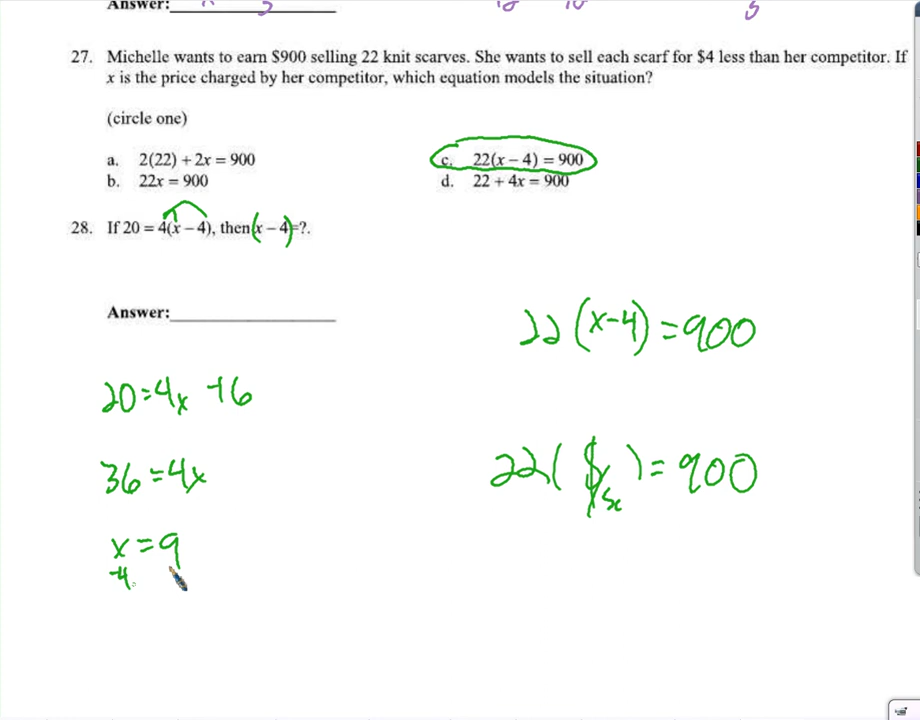 Answer:
27. Michelle wants to earn $900 selling 22 knit scarves. She wants to sell each scarf for $4 less than her competitor. If
x is the price charged by her competitor, which equation models the situation?
(circle one)
a. 2(22) + 2x = 900
c. 22(x – 4) = 900
b. 22x = 900
d. 22 + 4x = 900
28. If 20 = 4(x – 4), then (x – 4)=?.
Answer:
22 (x-4) = 900
20=4x -16
36=4x
22( $/sc ) = 900
x = 9
-4